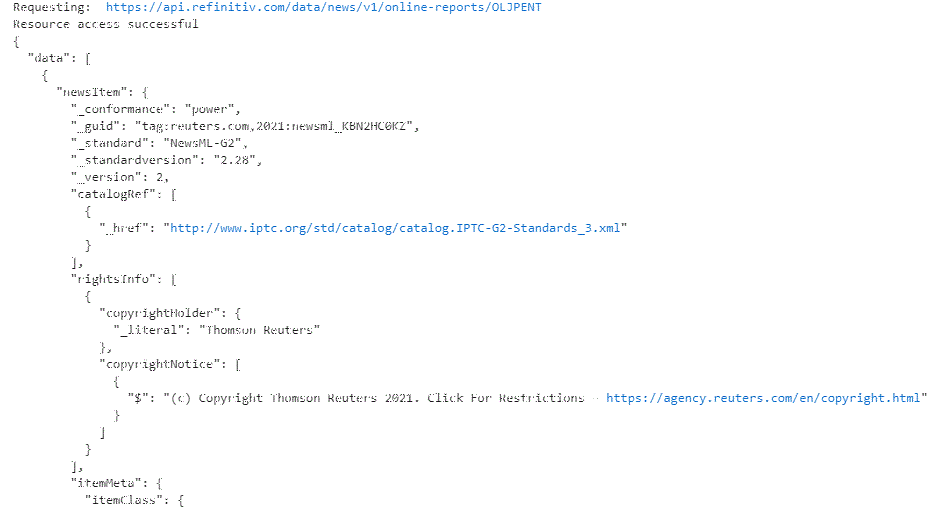 Requesting:  https://api.refinitiv.com/data/news/v1/online-reports/OLJPENT
Resource access successful
{
  "data": [
    {
      "newsItem": {
        "_conformance": "power",
        "_guid": "tag:reuters.com,2021:newsml_KBN2HC0KZ",
        "_standard": "NewsML-G2",
        "_standardversion": "2.28",
        "_version": 2,
        "catalogRef": [
          {
            "_href": "http://www.iptc.org/std/catalog/catalog.IPTC-G2-Standards_3.xml"
          }
        ],
        "rightsInfo": [
          {
            "copyrightHolder": {
              "_literal": "Thomson Reuters"
            },
            "copyrightNotice": [
              {
                "$": "(c) Copyright Thomson Reuters 2021. Click For Restrictions - https://agency.reuters.com/en/copyright.html"
              }
            ]
          }
        ],
        "itemMeta": {
          "itemClass": {